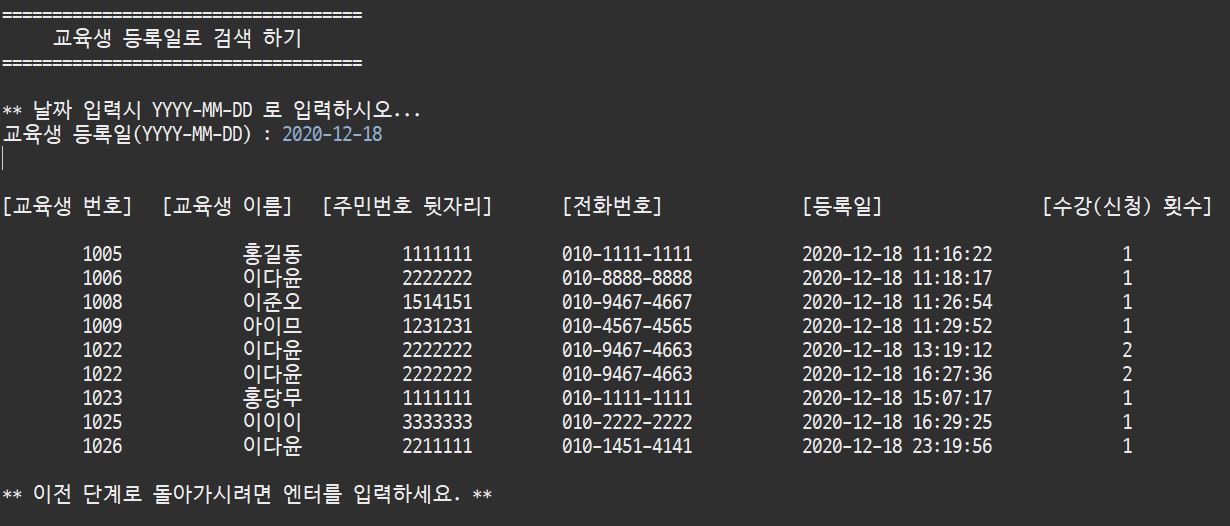 ====================================
교육생 등록일로 검색 하기
====================================
** 날짜 입력시 YYYY-MM-DD 로 입력하시오...
교육생 등록일(YYYY-MM-DD) : 2020-12-18
[교육생 번호] [교육생 이름] [주민번호 뒷자리] [전화번호] [등록일] [수강(신청) 횟수]
1005 홍길동 1111111 010-1111-1111 2020-12-18 11:16:22 1
1006 이다윤 2222222 010-8888-8888 2020-12-18 11:18:17 1
1008 이준오 1514151 010-9467-4667 2020-12-18 11:26:54 1
1009 아이므 1231231 010-4567-4565 2020-12-18 11:29:52 1
1022 이다윤 2222222 010-9467-4663 2020-12-18 13:19:12 2
1022 이다윤 2222222 010-9467-4663 2020-12-18 16:27:36 2
1023 홍당무 1111111 010-1111-1111 2020-12-18 15:07:17 1
1025 이이이 3333333 010-2222-2222 2020-12-18 16:29:25 1
1026 이다윤 2211111 010-1451-4141 2020-12-18 23:19:56 1
** 이전 단계로 돌아가시려면 엔터를 입력하세요. **